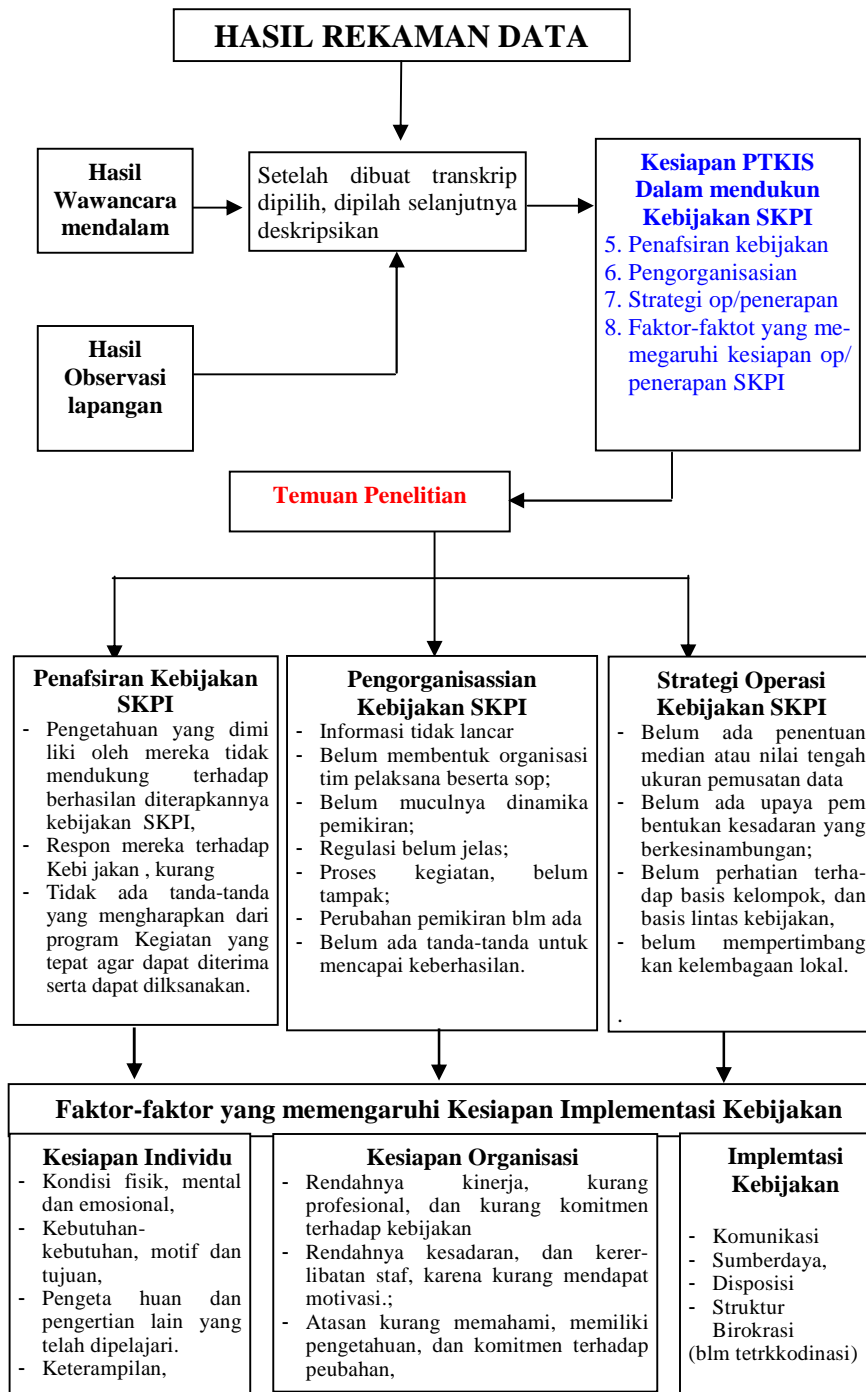 HASIL REKAMAN DATA
Hasil
Wawancara
mendalam
Setelah dibuat transkrip
dipilih, dipilah selanjutnya
deskripsikan
Kesiapan PTKIS
Dalam mendukun
Kebijakan SKPI
5. Penafsiran kebijakan
6. Pengorganisasian
7. Strategi op/penerapan
8. Faktor-faktot yang me-
megaruhi kesiapan op/
penerapan SKPI
Hasil
Observasi
lapangan
Temuan Penelitian
Penafsiran Kebijakan
SKPI
- Pengetahuan yang dimi
liki oleh mereka tidak
mendukung terhadap
berhasilan diterapkannya
kebijakan SKPI,
- Respon mereka terhadap
Kebi jakan , kurang
- Tidak ada tanda-tanda
yang mengharapkan dari
program Kegiatan yang
tepat agar dapat diterima
serta dapat dilksanakan.
Pengorganisassian
Kebijakan SKPI
- Informasi tidak lancar
- Belum membentuk organisasi
tim pelaksana beserta sop;
- Belum muculnya dinamika
pemikiran;
- Regulasi belum jelas;
- Proses kegiatan, belum
tampak;
- Perubahan pemikiran blm ada
- Belum ada tanda-tanda untuk
mencapai keberhasilan.
Strategi Operasi
Kebijakan SKPI
- Belum ada penentuan
median atau nilai tengah
ukuran pemusatan data
- Belum ada upaya pem
bentukan kesadaran yang
berkesinambungan;
- Belum perhatian terha-
dap basis kelompok, dan
basis lintas kebijakan,
- belum mempertimbang
kan kelembagaan lokal.
.
Faktor-faktor yang memengaruhi Kesiapan Implementasi Kebijakan
Kesiapan Individu
- Kondisi fisik, mental
dan emosional,
- Kebutuhan-
kebutuhan, motif dan
tujuan,
- Pengeta huan dan
pengertian lain yang
telah dipelajari.
- Keterampilan,
Kesiapan Organisasi
- Rendahnya kinerja, kurang
profesional, dan kurang komitmen
terhadap kebijakan
- Rendahnya kesadaran, dan kerer-
libatan staf, karena kurang mendapat
motivasi.;
- Atasan kurang memahami, memiliki
pengetahuan, dan komitmen terhadap
peubahan,
Implemtasi
Kebijakan
- Komunikasi
- Sumberdaya,
- Disposisi
- Struktur
Birokrasi
(blm tetrkkodinasi)